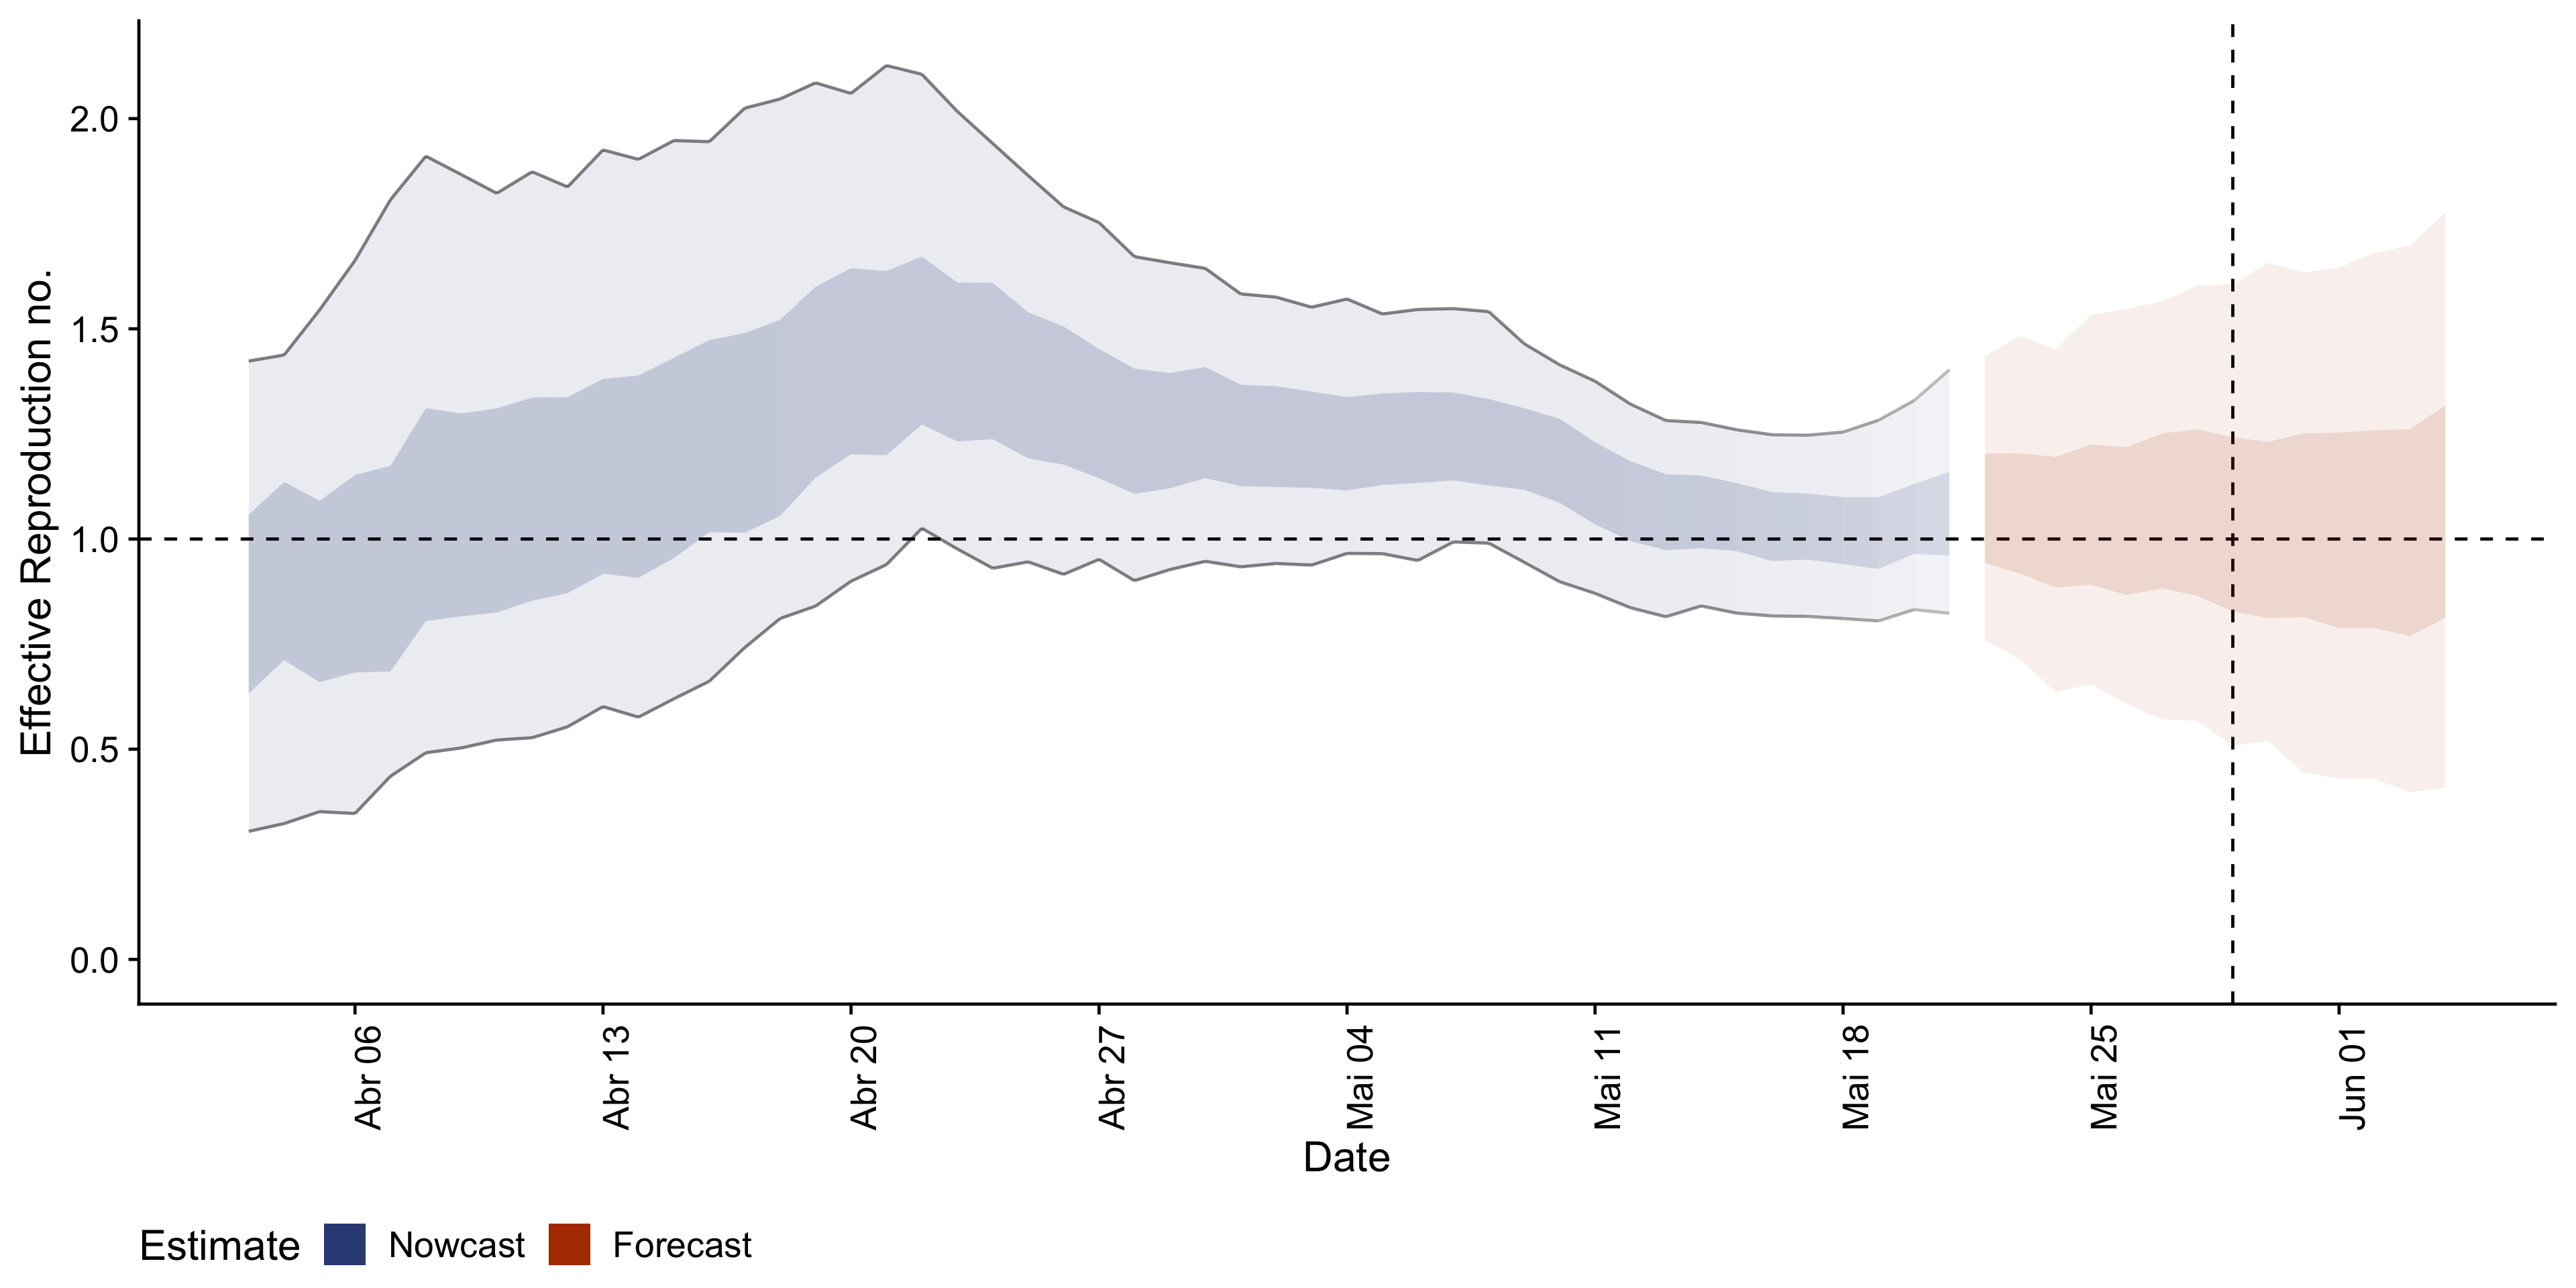 Effective Reproduction no.
2.0
1.5
1.0
0.5
0.0
Abr 06
Abr 13
Abr 20
Abr 27
Mai 04
Mai 11
Mai 18
Mai 25
Jun 01
Date
Estimate Nowcast Forecast